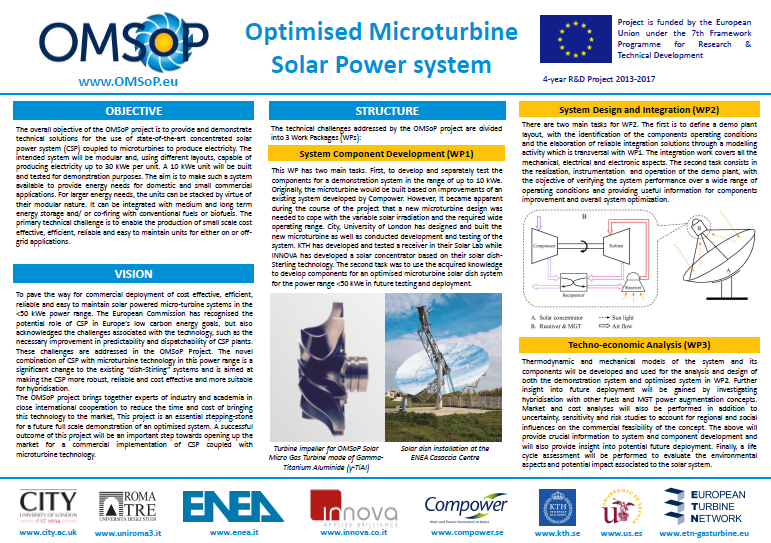 OMSoP
www.OMSoP.eu
Optimised Microturbine
Solar Power system
Project is funded by the European
Union under the 7th Framework
Programme for Research &
Technical Development
4-year R&D Project 2013-2017
OBJECTIVE
The overall objective of the OMSoP project is to provide and demonstrate
technical solutions for the use of state-of-the-art concentrated solar
power system (CSP) coupled to microturbines to produce electricity. The
intended system will be modular and, using different layouts, capable of
producing electricity up to 30 kWe per unit. A 10 kWe unit will be built
and tested for demonstration purposes. The aim is to make such a system
available to provide energy needs for domestic and small commercial
applications. For larger energy needs, the units can be stacked by virtue of
their modular nature. It can be integrated with medium and long term
energy storage and/ or co-firing with conventional fuels or biofuels. The
primary technical challenge is to enable the production of small scale cost
effective, efficient, reliable and easy to maintain units for either on or off-
grid applications.
VISION
To pave the way for commercial deployment of cost effective, efficient,
reliable and easy to maintain solar powered micro-turbine systems in the
<50 kWe power range. The European Commission has recognised the
potential role of CSP in Europe's low carbon energy goals, but also
acknowledged the challenges associated with the technology, such as the
necessary improvement in predictability and dispatchability of CSP plants.
These challenges are addressed in the OMSoP Project. The novel
combination of CSP with microturbine technology in this power range is a
significant change to the existing "dish-Stirling" systems and is aimed at
making the CSP more robust, reliable and cost effective and more suitable
for hybridisation.
The OMSoP project brings together experts of industry and academia in
close international cooperation to reduce the time and cost of bringing
this technology to the market, This project is an essential stepping-stone
for a future full scale demonstration of an optimised system. A successful
outcome of this project will be an important step towards opening up the
market for a commercial implementation of CSP coupled with
microturbine technology.
STRUCTURE
The technical challenges addressed by the OMSoP project are divided
into 3 Work Packages (WPs):
System Component Development (WP1)
This WP has two main tasks. First, to develop and separately test the
components for a demonstration system in the range of up to 10 kWe.
Originally, the microturbine would be built based on improvements of an
existing system developed by Compower. However, It became apparent
during the course of the project that a new microturbine design was
needed to cope with the variable solar irradiation and the required wide
operating range. City, University of London has designed and built the
new microturbine as well as conducted development and testing of the
system. KTH has developed and tested a receiver in their Solar Lab while
INNOVA has developed a solar concentrator based on their solar dish-
Sterling technology. The second task was to use the acquired knowledge
to develop components for an optimised microturbine solar dish system
for the power range <50 kWe in future testing and deployment.
Turbine impeller for OMSoP Solar
Micro Gas Turbine made of Gamma-
Titanium Aluminide (γ-TiAl)
Solar dish installation at the
ENEA Casaccia Centre
System Design and Integration (WP2)
There are two main tasks for WP2. The first is to define a demo plant
layout, with the identification of the components operating conditions
and the elaboration of reliable integration solutions through a modelling
activity which is transversal with WP1. The integration work covers all the
mechanical, electrical and electronic aspects. The second task consists in
the realization, instrumentation and operation of the demo plant, with
the objective of verifying the system performance over a wide range of
operating conditions and providing useful information for components
improvement and overall system optimization.
B
Compressor
Turbine
Recuperator
Receiver
B
A
A. Solar concentrator
B. Receiver & MGT
Sun light
Air flow
Techno-economic Analysis (WP3)
Thermodynamic and mechanical models of the system and its
components will be developed and used for the analysis and design of
both the demonstration system and optimised system in WP2. Further
insight into future deployment will be gained by investigating
hybridisation with other fuels and MGT power augmentation concepts.
Market and cost analyses will also be performed in addition to
uncertainty, sensitivity and risk studies to account for regional and social
influences on the commercial feasibility of the concept. The above will
provide crucial information to system and component development and
will also provide insight into potential future deployment. Finally, a life
cycle assessment will be performed to evaluate the environmental
aspects and potential impact associated to the solar system.
CITY
UNIVERSITY OF LONDON
www.city.ac.uk
ROMA
TRE
UNIVERSITÀ DEGLI STUDI
www.uniroma3.it
ENEA
www.enea.it
innova
APPLIED BRILLIANCE
www.innova.co.it
Compower
Heat and Power Generated at Home
www.compower.se
KTH
www.kth.se
www.us.es
E T N
EUROPEAN
TURBINE
NETWORK
www.etn-gasturbine.eu